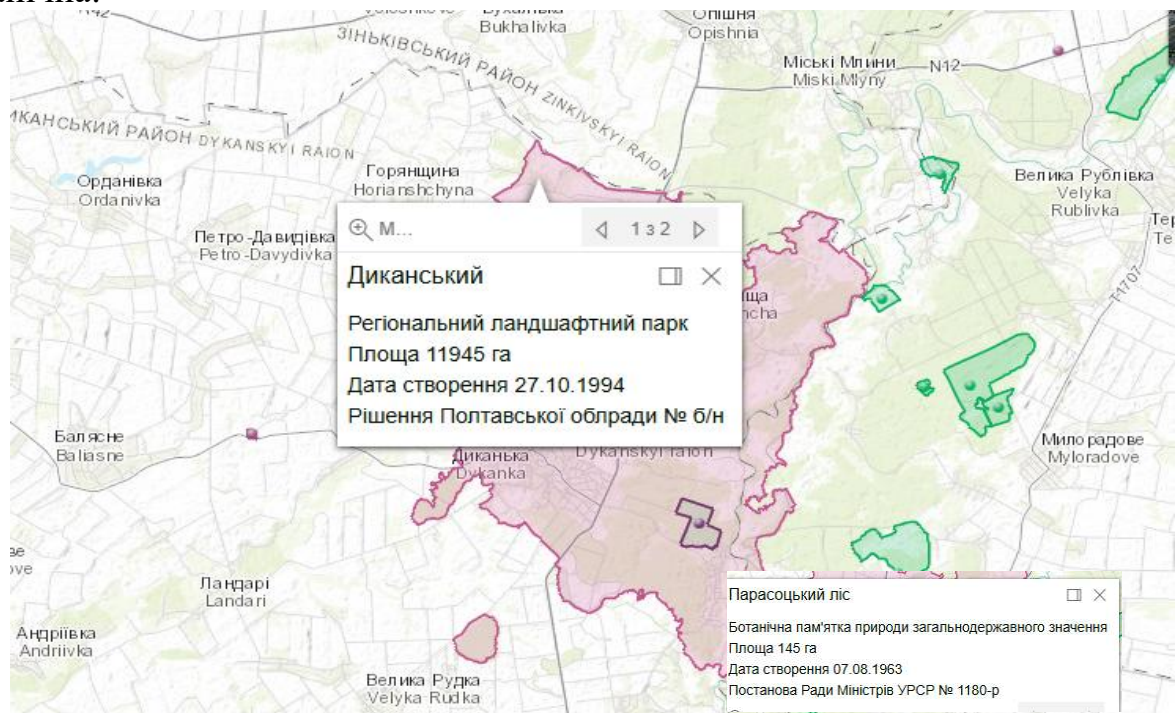 Bukhalivka
Опішня
Opishnia
ЗІНЬКІВСЬКИЙ РАЙОН ZINKIVSKYI RAION
Міські Млини
Miski Mlyny
N12
РАЙОН DYKANSKYI RAION
Горянщина
Horianshchyna
Орданівка
Ordanivka
Велика Рублівка
Velyka
Rublivka
Петро-Давидівка
Petro-Davydivka
М...
1 з 2
Диканський
Регіональний ландшафтний парк
Площа 11945 га
Дата створення 27.10.1994
Рішення Полтавської облради № б/н
T1707
Балясне
Baliasne
Диканька
Dykanka
Dykanskyi raion
Милорадове
Myloradove
Ландарі
Landari
Андріївка
Andriivka
Велика Рудка
Velyka Rudka
Парасоцький ліс
Ботанічна пам'ятка природи загальнодержавного значення
Площа 145 га
Дата створення 07.08.1963
Постанова Ради Міністрів УРСР № 1180-р